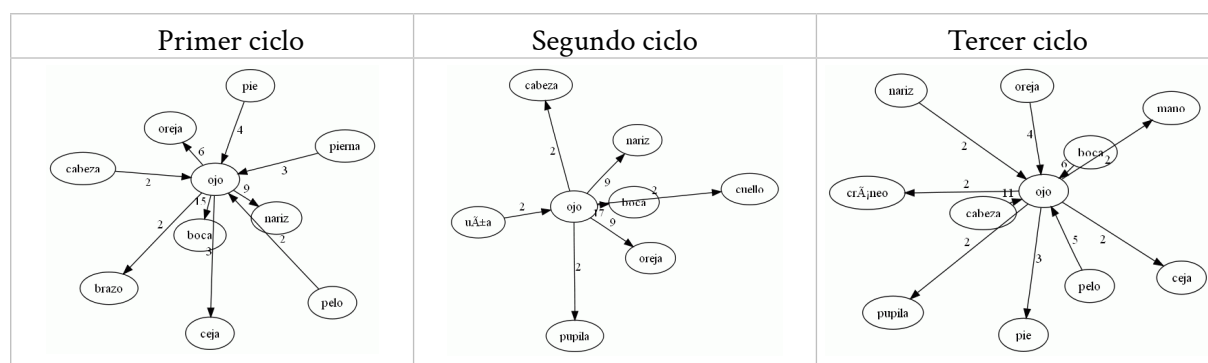 Primer ciclo
Segundo ciclo
Tercer ciclo
pie
oreja
4
6
pierna
cabeza
3
2
ojo
9
15
nariz
boca
2
2
3
brazo
pelo
ceja
cabeza
nariz
2
9
cuello
2
boca
ojo
uÃ±a
2
17
9
oreja
2
pupila
nariz
oreja
mano
4
2
boca
2
6
crÃ¡neo
2
ojo
11
cabeza
2
5
2
3
ceja
pelo
pupila
pie